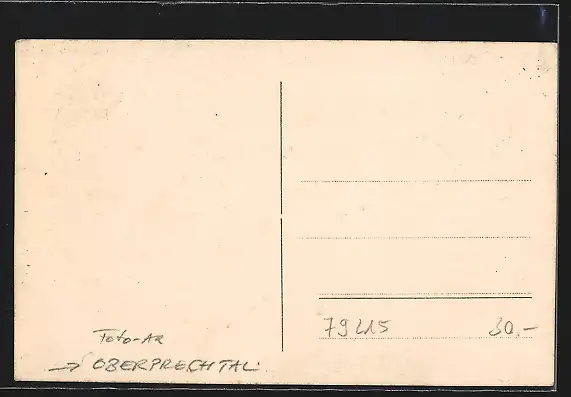 Foto-AK
→ OBERPRECHTAL
79215 30,-